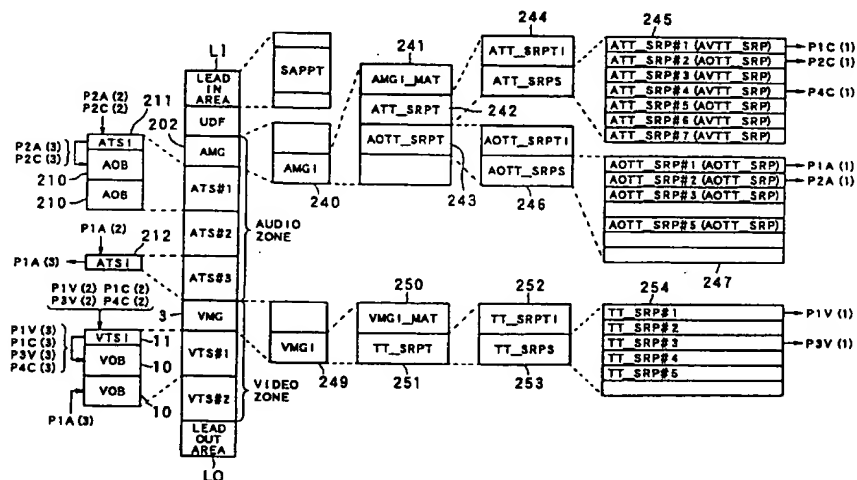 LI
LEAD
IN
AREA
UDF
AMG
ATS#1
ATS#2
ATS#3
VMG
VTS#1
VTS#2
LEAD
OUT
AREA
LO
202
3
AUDIO
ZONE
VIDEO
ZONE
P2A (2)
P2C (2)
211
P2A (3)
P2C (3)
ATSI
AOB
AOB
210
210
P1A (2)
212
P1A (3)
ATSI
P1V (2) P1C (2)
P3V (2) P4C (2)
P1V (3)
P1C (3)
P3V (3)
P4C (3)
VTSI
VOB
VOB
11
10
10
P1A (3)
SAPPT
AMGI
240
241
AMGI_MAT
ATT_SRPT
AOTT_SRPT
242
243
244
ATT_SRPTI
ATT_SRPS
AOTT_SRPTI
AOTT_SRPS
246
245
ATT_SRP#1 (AVTT_SRP)
ATT_SRP#2 (AOTT_SRP)
ATT_SRP#3 (AVTT_SRP)
ATT_SRP#4 (AVTT_SRP)
ATT_SRP#5 (AOTT_SRP)
ATT_SRP#6 (AVTT_SRP)
ATT_SRP#7 (AVTT_SRP)
P1C (1)
P2C (1)
P4C (1)
AOTT_SRP#1 (AOTT_SRP)
AOTT_SRP#2 (AOTT_SRP)
AOTT_SRP#3 (AOTT_SRP)
AOTT_SRP#5 (AOTT_SRP)
P1A (1)
P2A (1)
247
VMGI
249
250
VMGI_MAT
TT_SRPT
251
252
TT_SRPTI
TT_SRPS
253
254
TT_SRP#1
TT_SRP#2
TT_SRP#3
TT_SRP#4
TT_SRP#5
P1V (1)
P3V (1)